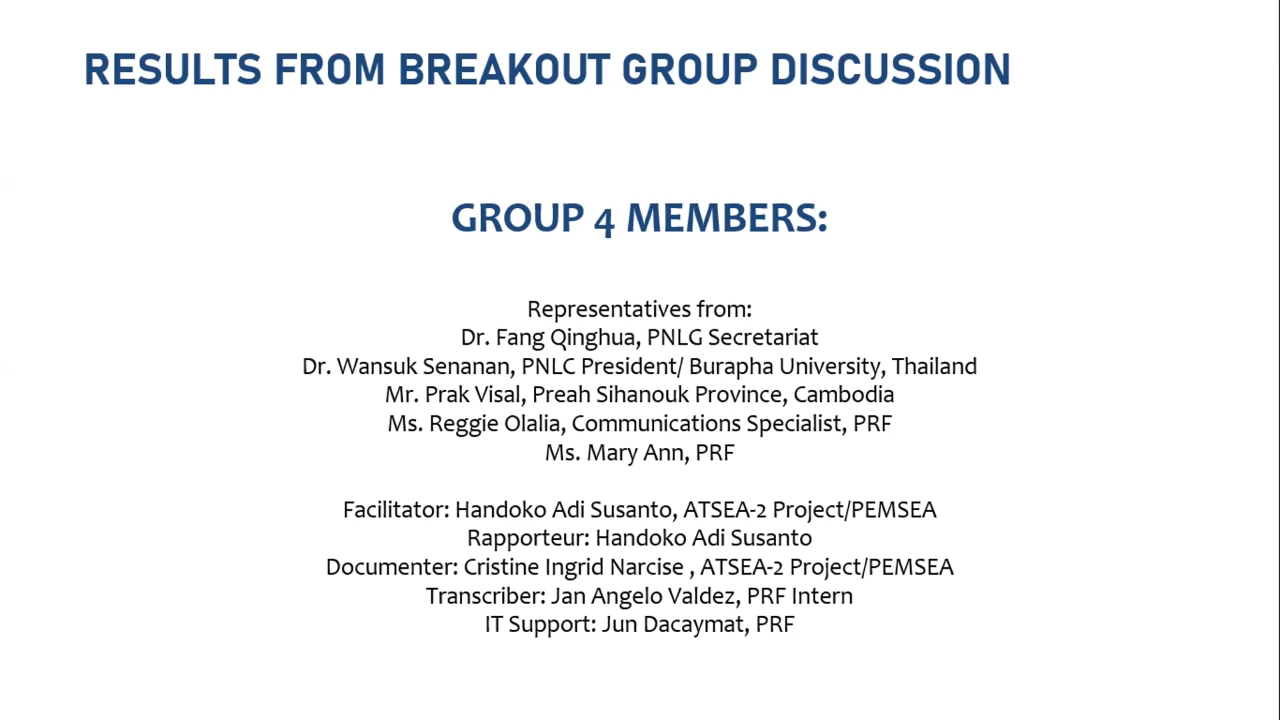 RESULTS FROM BREAKOUT GROUP DISCUSSION
GROUP 4 MEMBERS:
Representatives from:
Dr. Fang Qinghua, PNLG Secretariat
Dr. Wansuk Senanan, PNLC President/ Burapha University, Thailand
Mr. Prak Visal, Preah Sihanouk Province, Cambodia
Ms. Reggie Olalia, Communications Specialist, PRF
Ms. Mary Ann, PRF
Facilitator: Handoko Adi Susanto, ATSEA-2 Project/PEMSEA
Rapporteur: Handoko Adi Susanto
Documenter: Cristine Ingrid Narcise , ATSEA-2 Project/PEMSEA
Transcriber: Jan Angelo Valdez, PRF Intern
IT Support: Jun Dacaymat, PRF